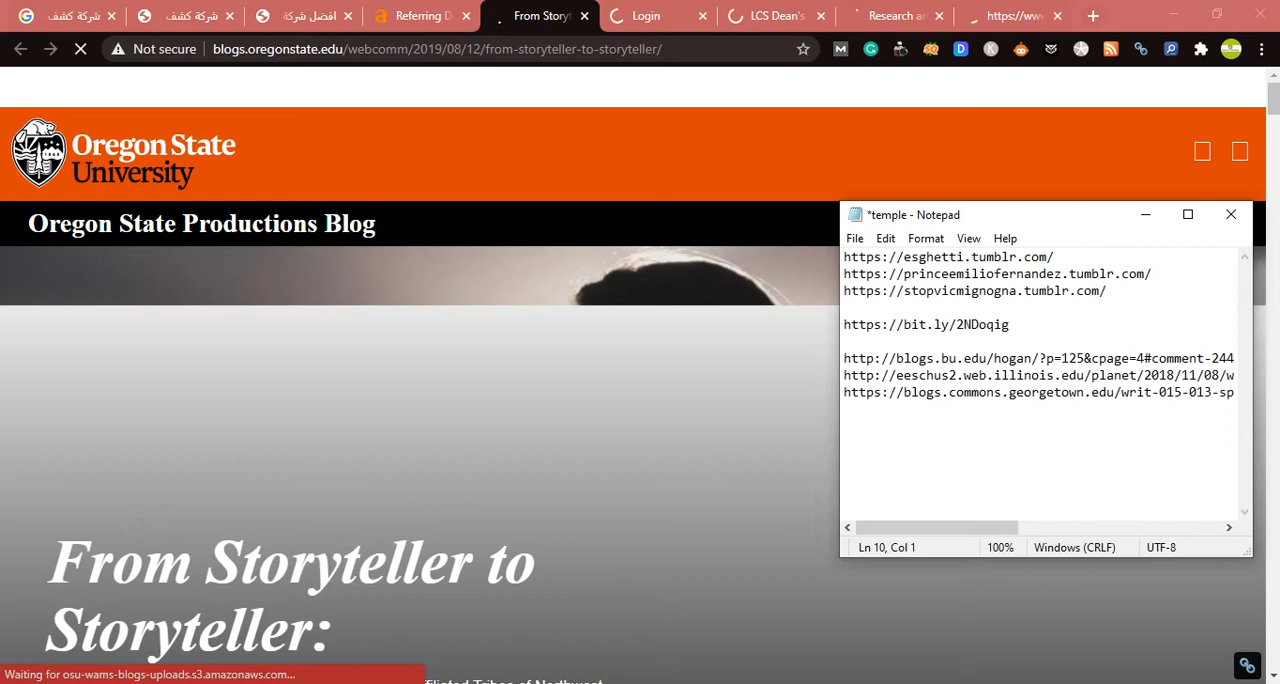 شركة كشف
شركة كشف
افضل شركة
Referring D
From Storyt
Login
LCS Dean's
Research a
https://ww
Not secure
blogs.oregonstate.edu/webcomm/2019/08/12/from-storyteller-to-storyteller/
Oregon State
University
Oregon State Productions Blog
*temple - Notepad
File Edit Format View Help
https://esghetti.tumblr.com/
https://princeemiliofernandez.tumblr.com/
https://stopvicmignogna.tumblr.com/
https://bit.ly/2NDoqig
http://blogs.bu.edu/hogan/?p=125&cpage=4#comment-244
http://eeschus2.web.illinois.edu/planet/2018/11/08/w
https://blogs.commons.georgetown.edu/writ-015-013-sp
Ln 10, Col 1
100%
Windows (CRLF)
UTF-8
From Storyteller to
Storyteller:
Waiting for osu-wams-blogs-uploads.s3.amazonaws.com...
ffiliated Tribes of Northwest